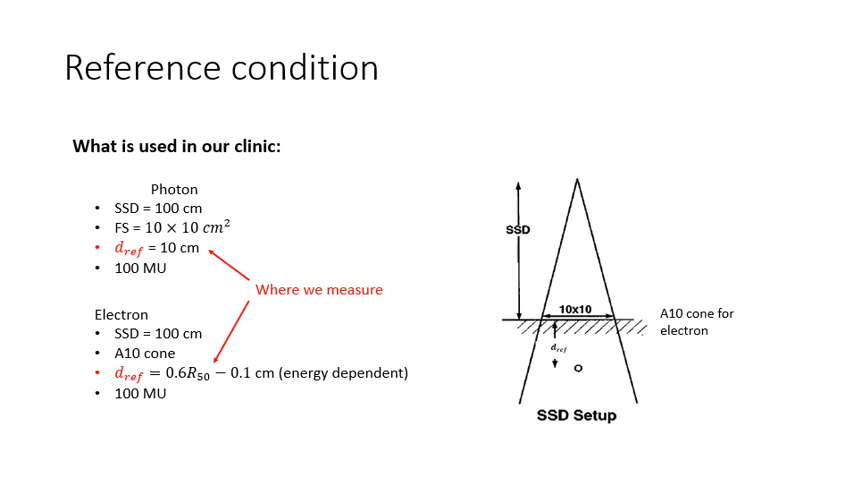 Reference condition
What is used in our clinic:
Photon
• SSD = 100 cm
• FS = 10 × 10 cm²
• d_ref = 10 cm
• 100 MU
Where we measure
Electron
• SSD = 100 cm
• A10 cone
• d_ref = 0.6R₅₀ − 0.1 cm (energy dependent)
• 100 MU
SSD
10x10
d_ref
SSD Setup
A10 cone for
electron